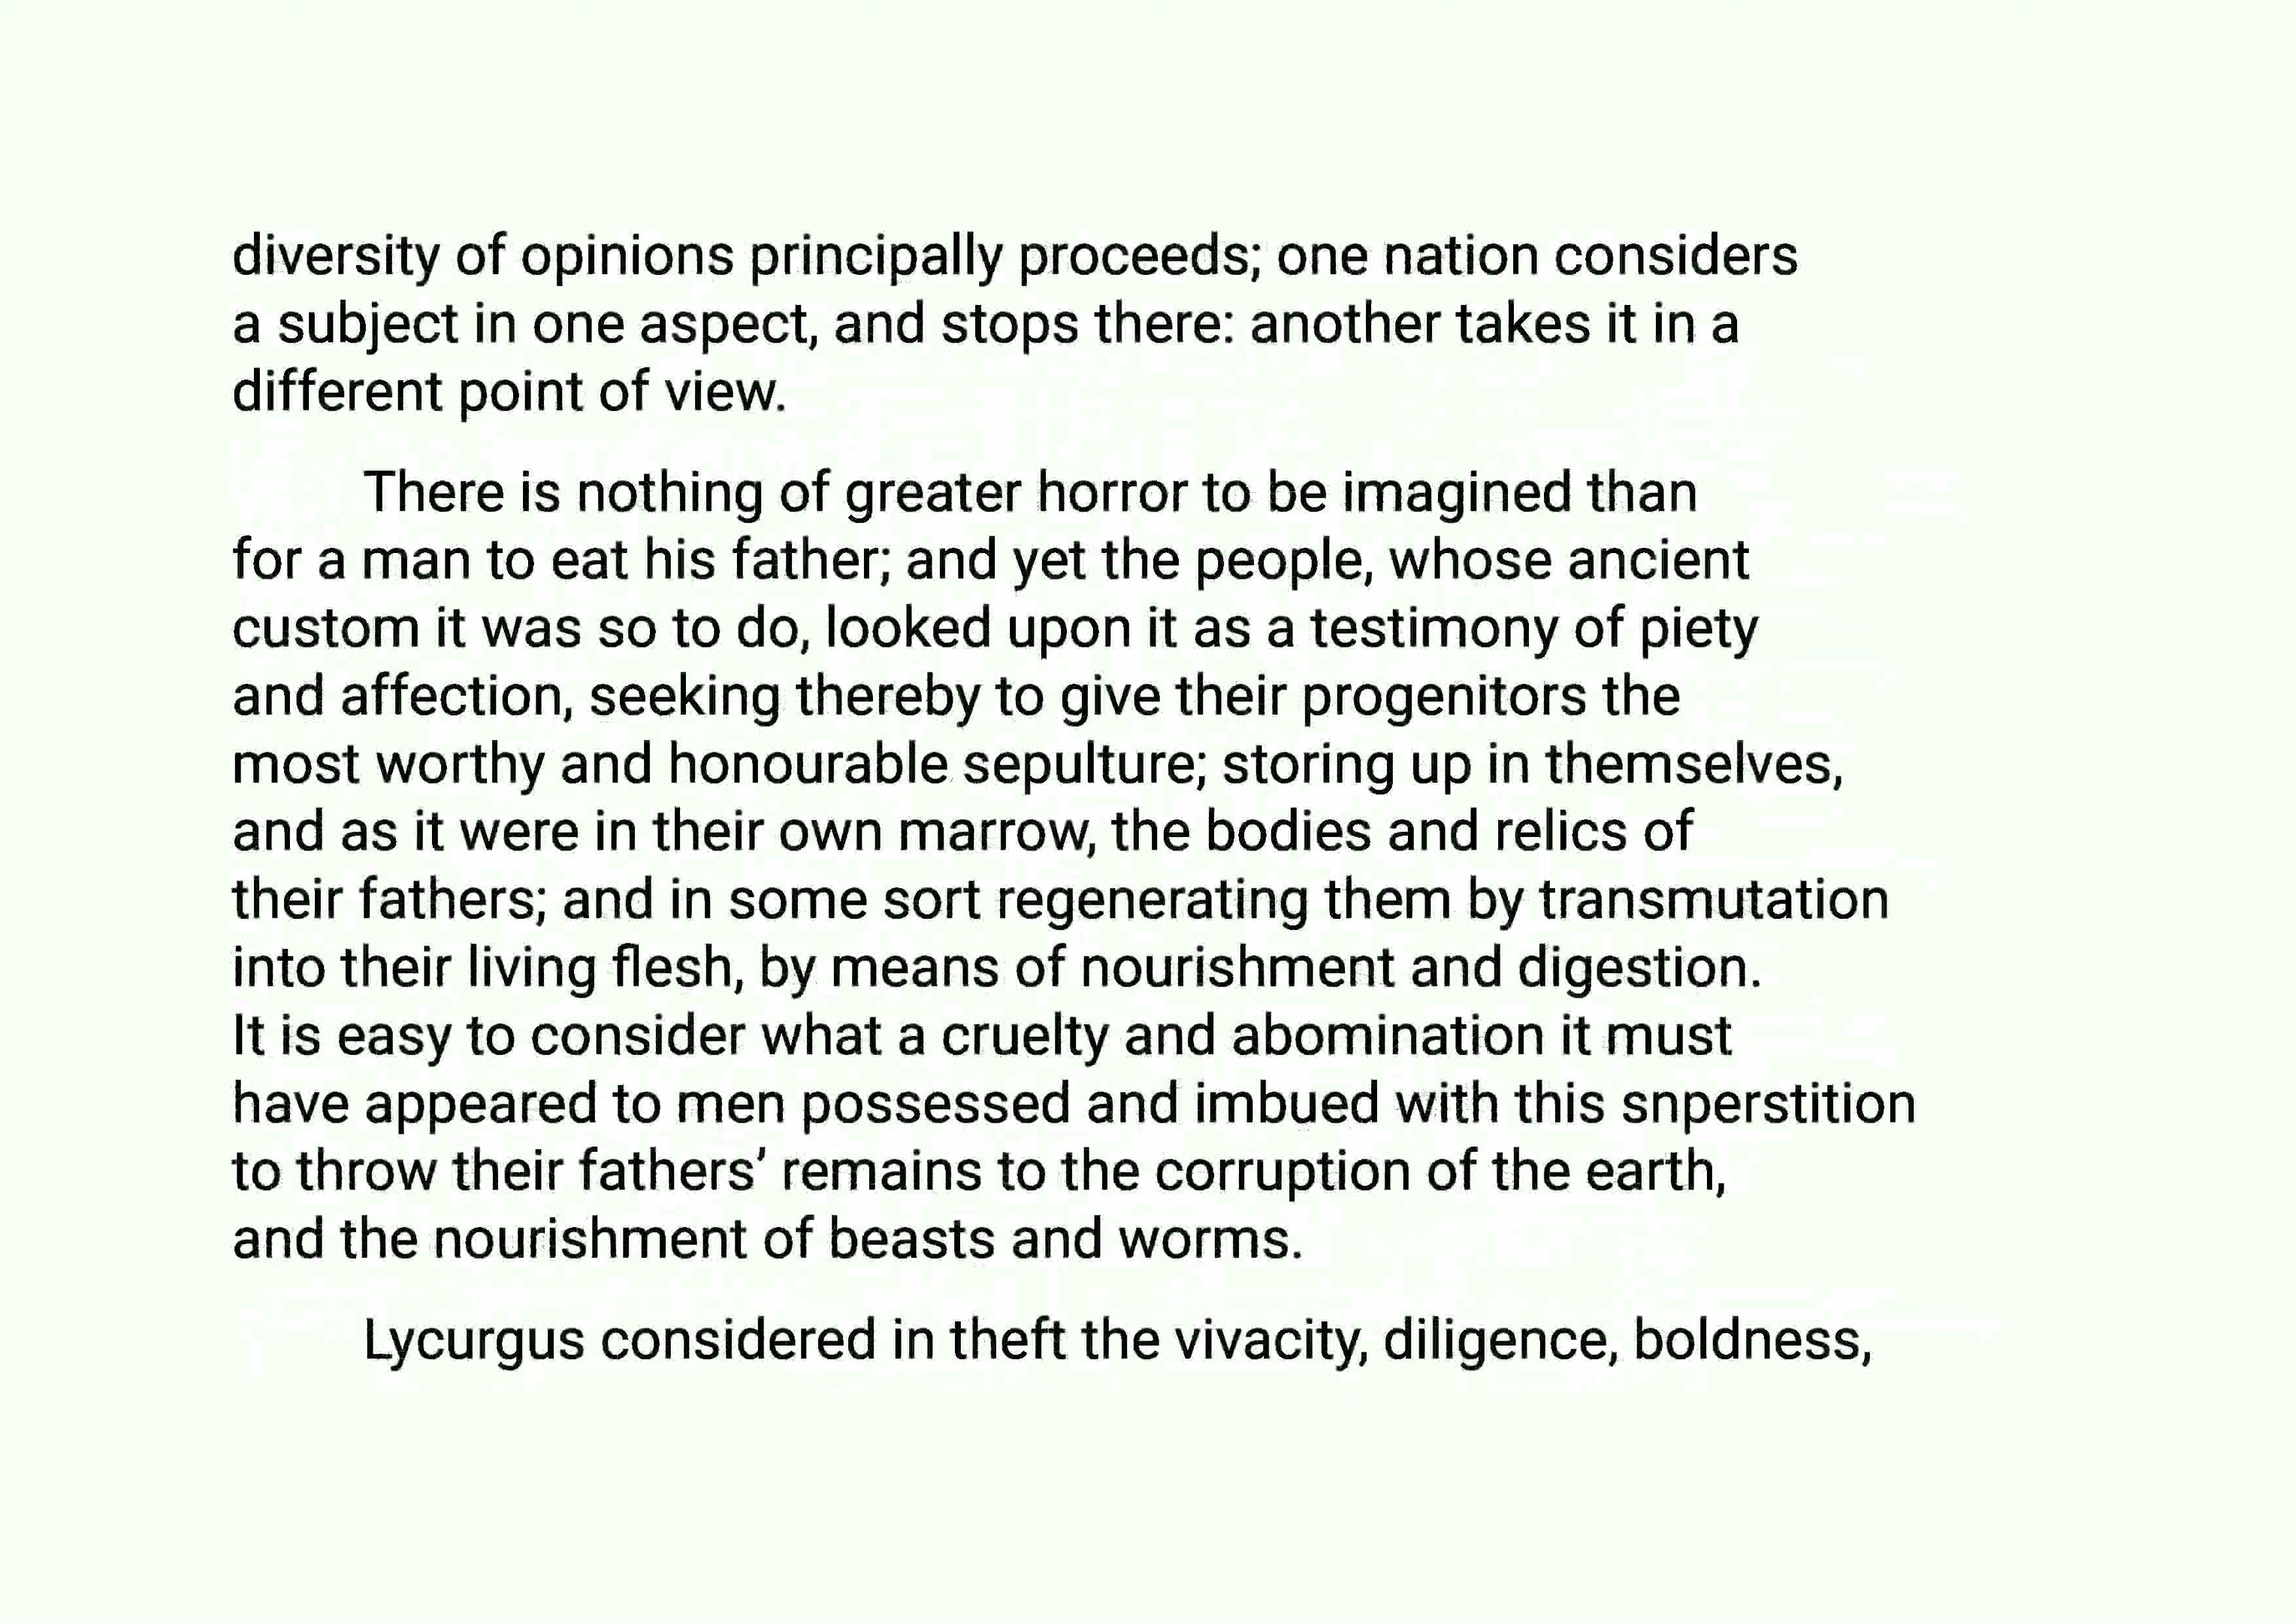 diversity of opinions principally proceeds; one nation considers
a subject in one aspect, and stops there: another takes it in a
different point of view.
There is nothing of greater horror to be imagined than
for a man to eat his father; and yet the people, whose ancient
custom it was so to do, looked upon it as a testimony of piety
and affection, seeking thereby to give their progenitors the
most worthy and honourable sepulture; storing up in themselves,
and as it were in their own marrow, the bodies and relics of
their fathers; and in some sort regenerating them by transmutation
into their living flesh, by means of nourishment and digestion.
It is easy to consider what a cruelty and abomination it must
have appeared to men possessed and imbued with this snperstition
to throw their fathers’ remains to the corruption of the earth,
and the nourishment of beasts and worms.
Lycurgus considered in theft the vivacity, diligence, boldness,